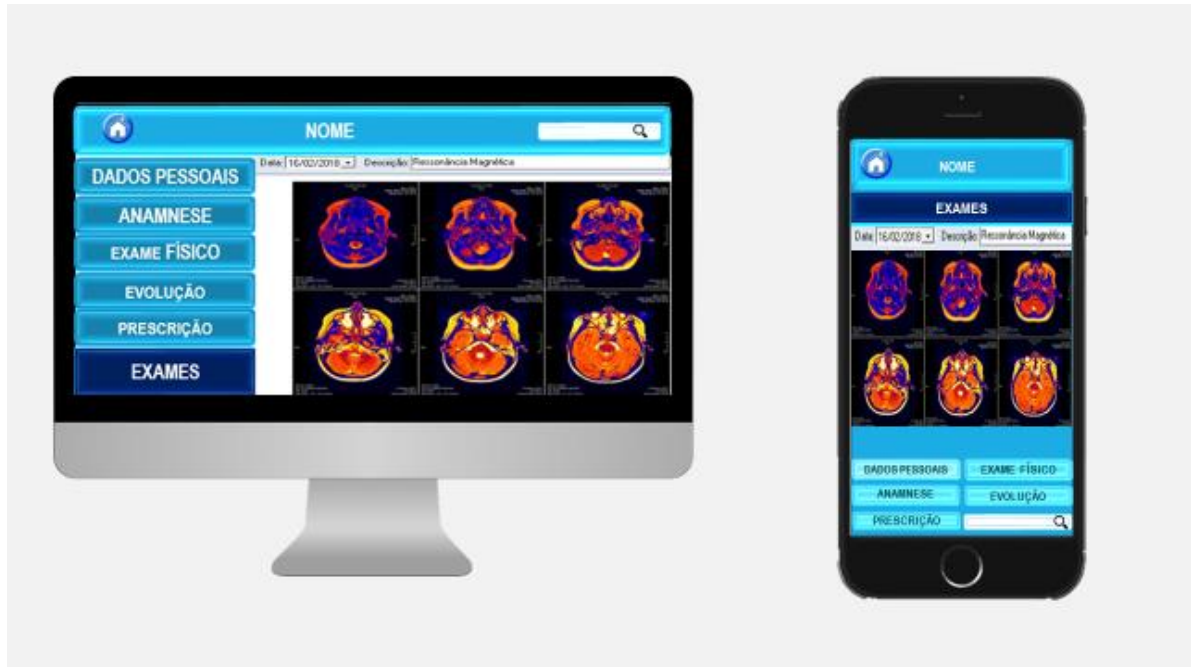 NOME
Data: 16/02/2018 Descrição: Ressonância Magnética
DADOS PESSOAIS
ANAMNESE
EXAME FÍSICO
EVOLUÇÃO
PRESCRIÇÃO
EXAMES
NOME
EXAMES
Data: 16/02/2018 Descrição: Ressonância Magnética
DADOS PESSOAIS EXAME FÍSICO
ANAMNESE EVOLUÇÃO
PRESCRIÇÃO